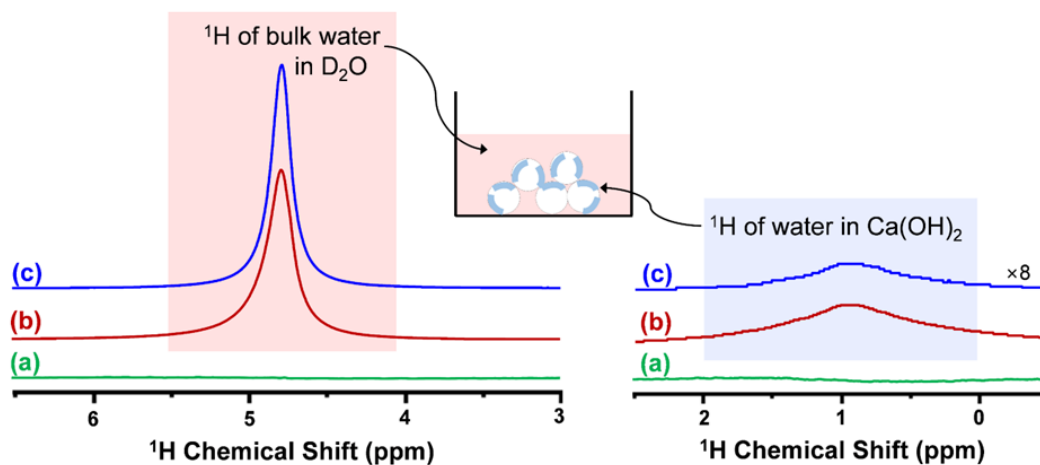 ¹H of bulk water
in D₂O
¹H of water in Ca(OH)₂
(c)
(b)
(a)
(c)
×8
(b)
(a)
6
5
4
3
2
1
0
¹H Chemical Shift (ppm)
¹H Chemical Shift (ppm)